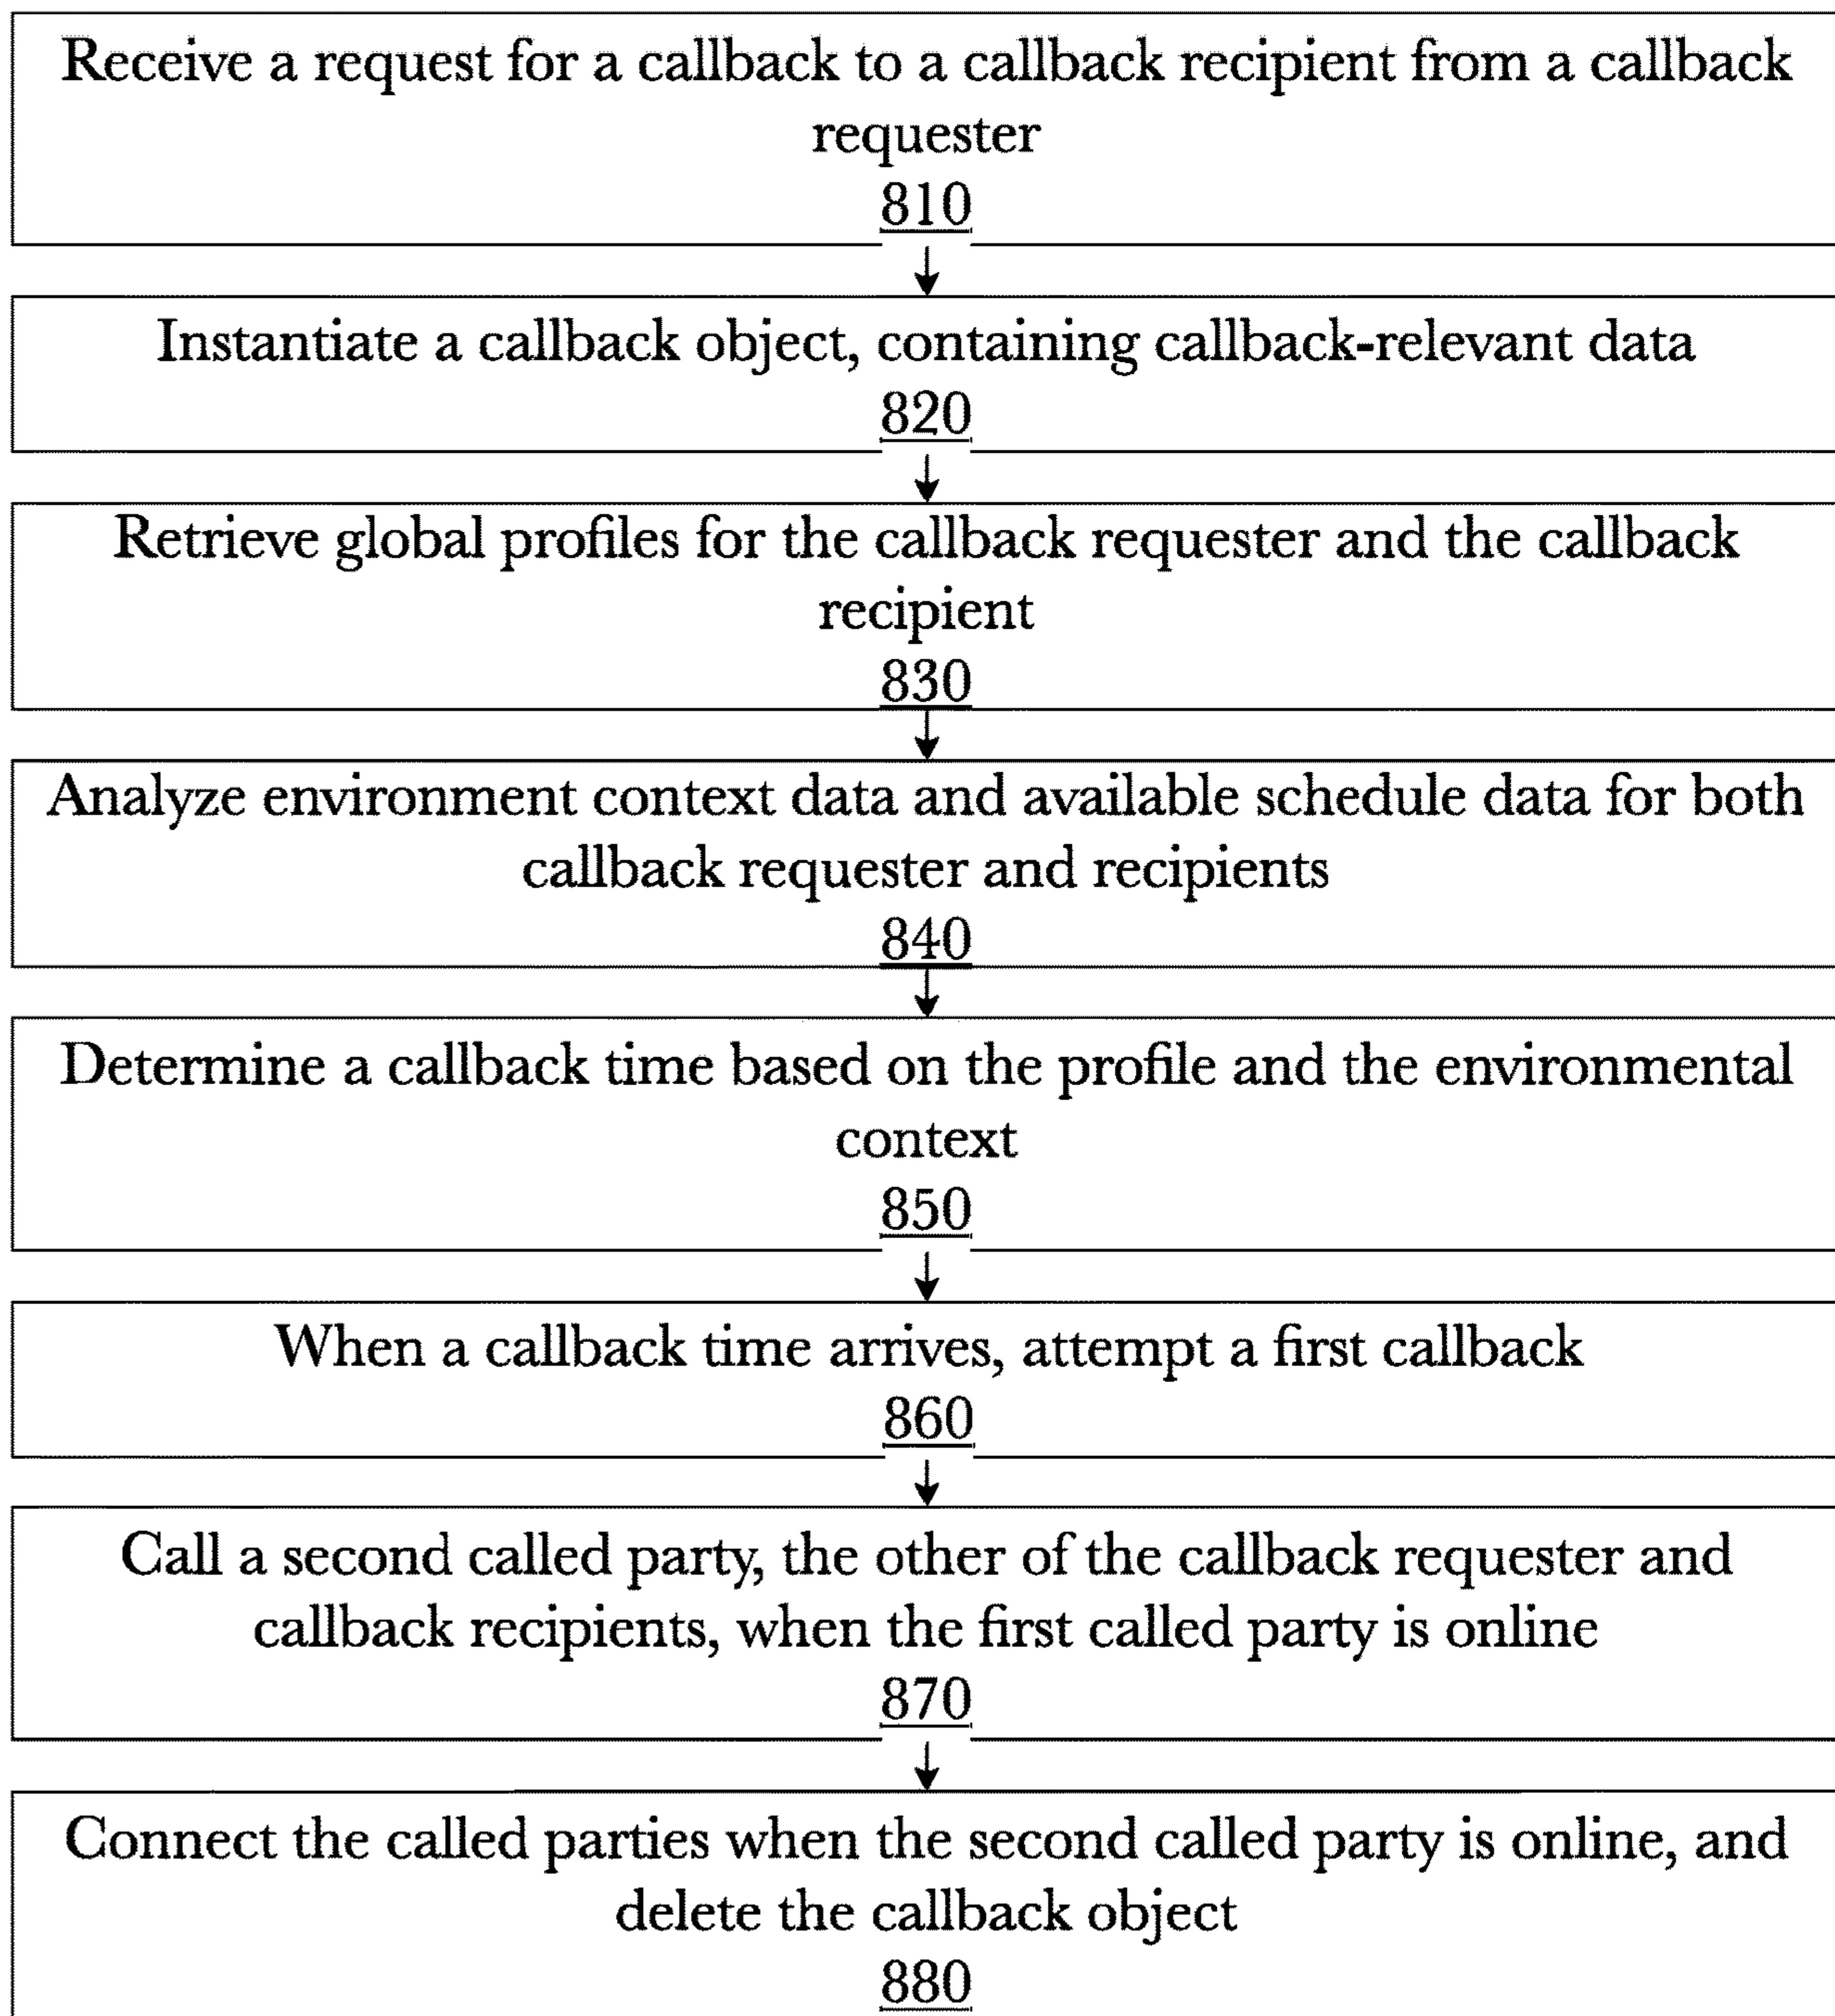 Receive a request for a callback to a callback recipient from a callback
requester
810
Instantiate a callback object, containing callback-relevant data
820
Retrieve global profiles for the callback requester and the callback
recipient
830
Analyze environment context data and available schedule data for both
callback requester and recipients
840
Determine a callback time based on the profile and the environmental
context
850
When a callback time arrives, attempt a first callback
860
Call a second called party, the other of the callback requester and
callback recipients, when the first called party is online
870
Connect the called parties when the second called party is online, and
delete the callback object
880